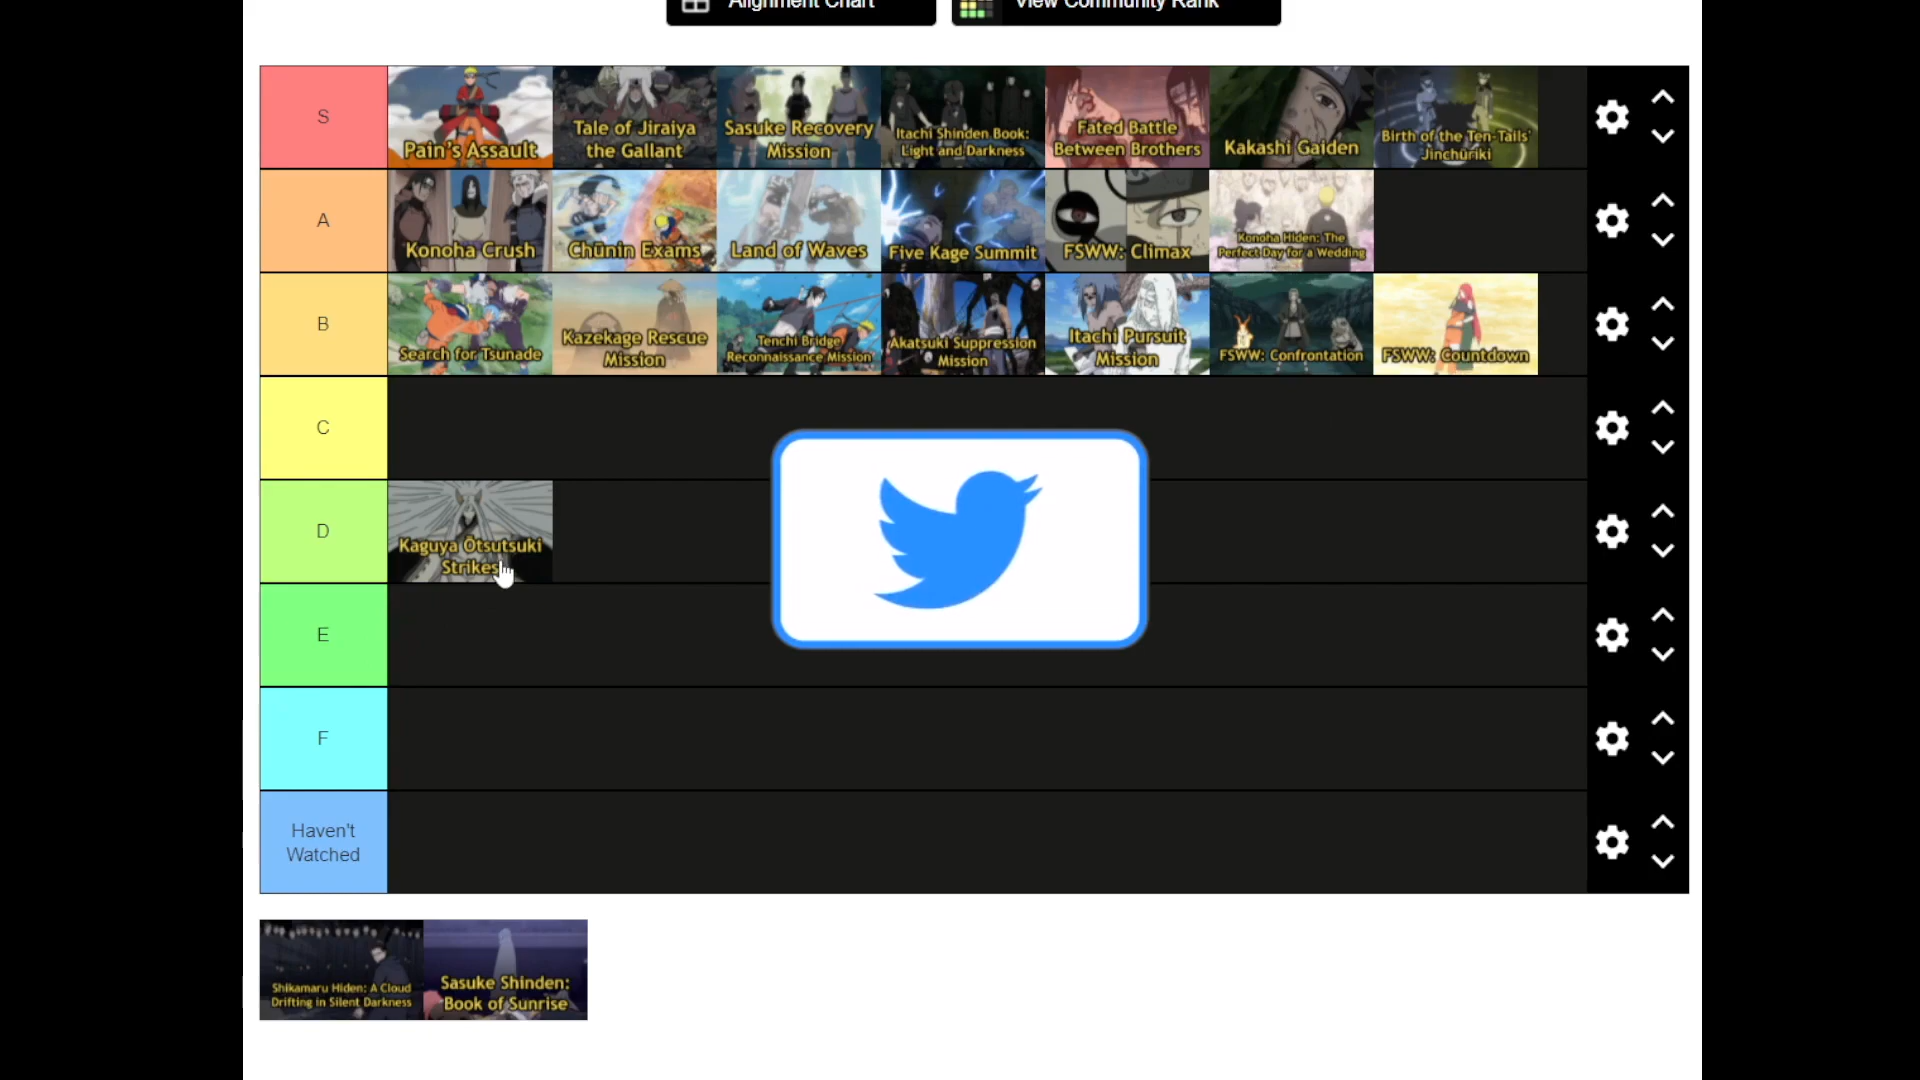 Alignment Chart
View Community Rank
S
Pain's Assault
Tale of Jiraiya
the Gallant
Sasuke Recovery
Mission
Itachi Shinden Book:
Light and Darkness
Fated Battle
Between Brothers
Kakashi Gaiden
Birth of the Ten-Tails'
Jinchūriki
A
Konoha Crush
Chūnin Exams
Land of Waves
Five Kage Summit
FSWW: Climax
Konoha Hiden: The
Perfect Day for a Wedding
B
Search for Tsunade
Kazekage Rescue
Mission
Tenchi Bridge
Reconnaissance Mission
Akatsuki Suppression
Mission
Itachi Pursuit
Mission
FSWW: Confrontation
FSWW: Countdown
C
D
Kaguya Ōtsutsuki
Strikes
E
F
Haven't
Watched
Shikamaru Hiden: A Cloud
Drifting in Silent Darkness
Sasuke Shinden:
Book of Sunrise